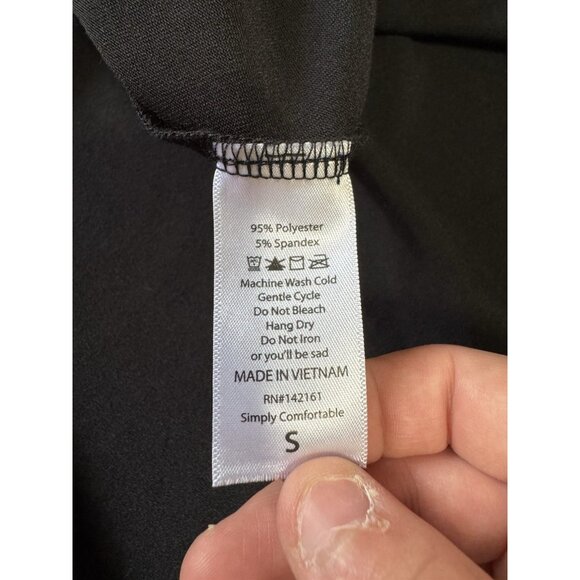 95% Polyester
5% Spandex
Machine Wash Cold
Gentle Cycle
Do Not Bleach
Hang Dry
Do Not Iron
or you'll be sad
MADE IN VIETNAM
RN#142161
Simply Comfortable
S